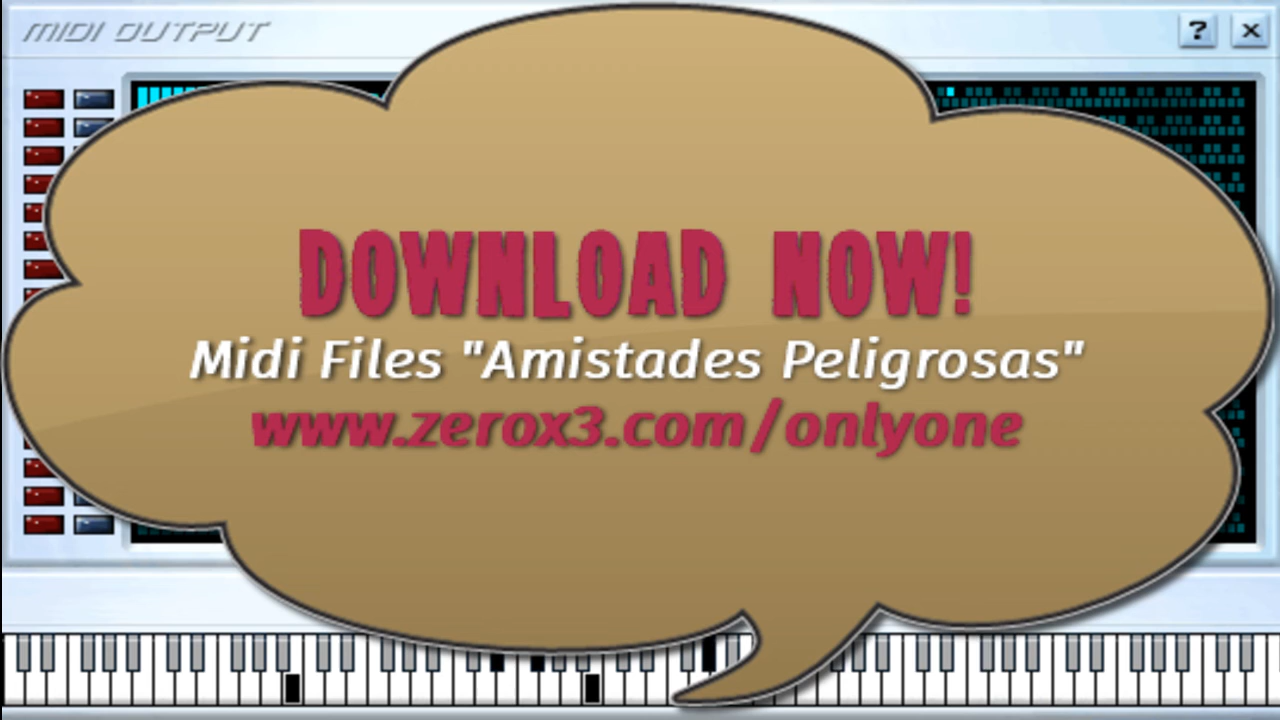 MIDI OUTPUT
? ×
DOWNLOAD NOW!
Midi Files "Amistades Peligrosas"
www.zerox3.com/onlyone